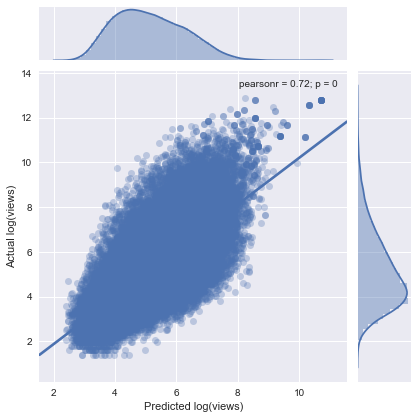 pearsonr = 0.72; p = 0
14
12
10
8
6
4
2
Actual log(views)
2 4 6 8 10
Predicted log(views)